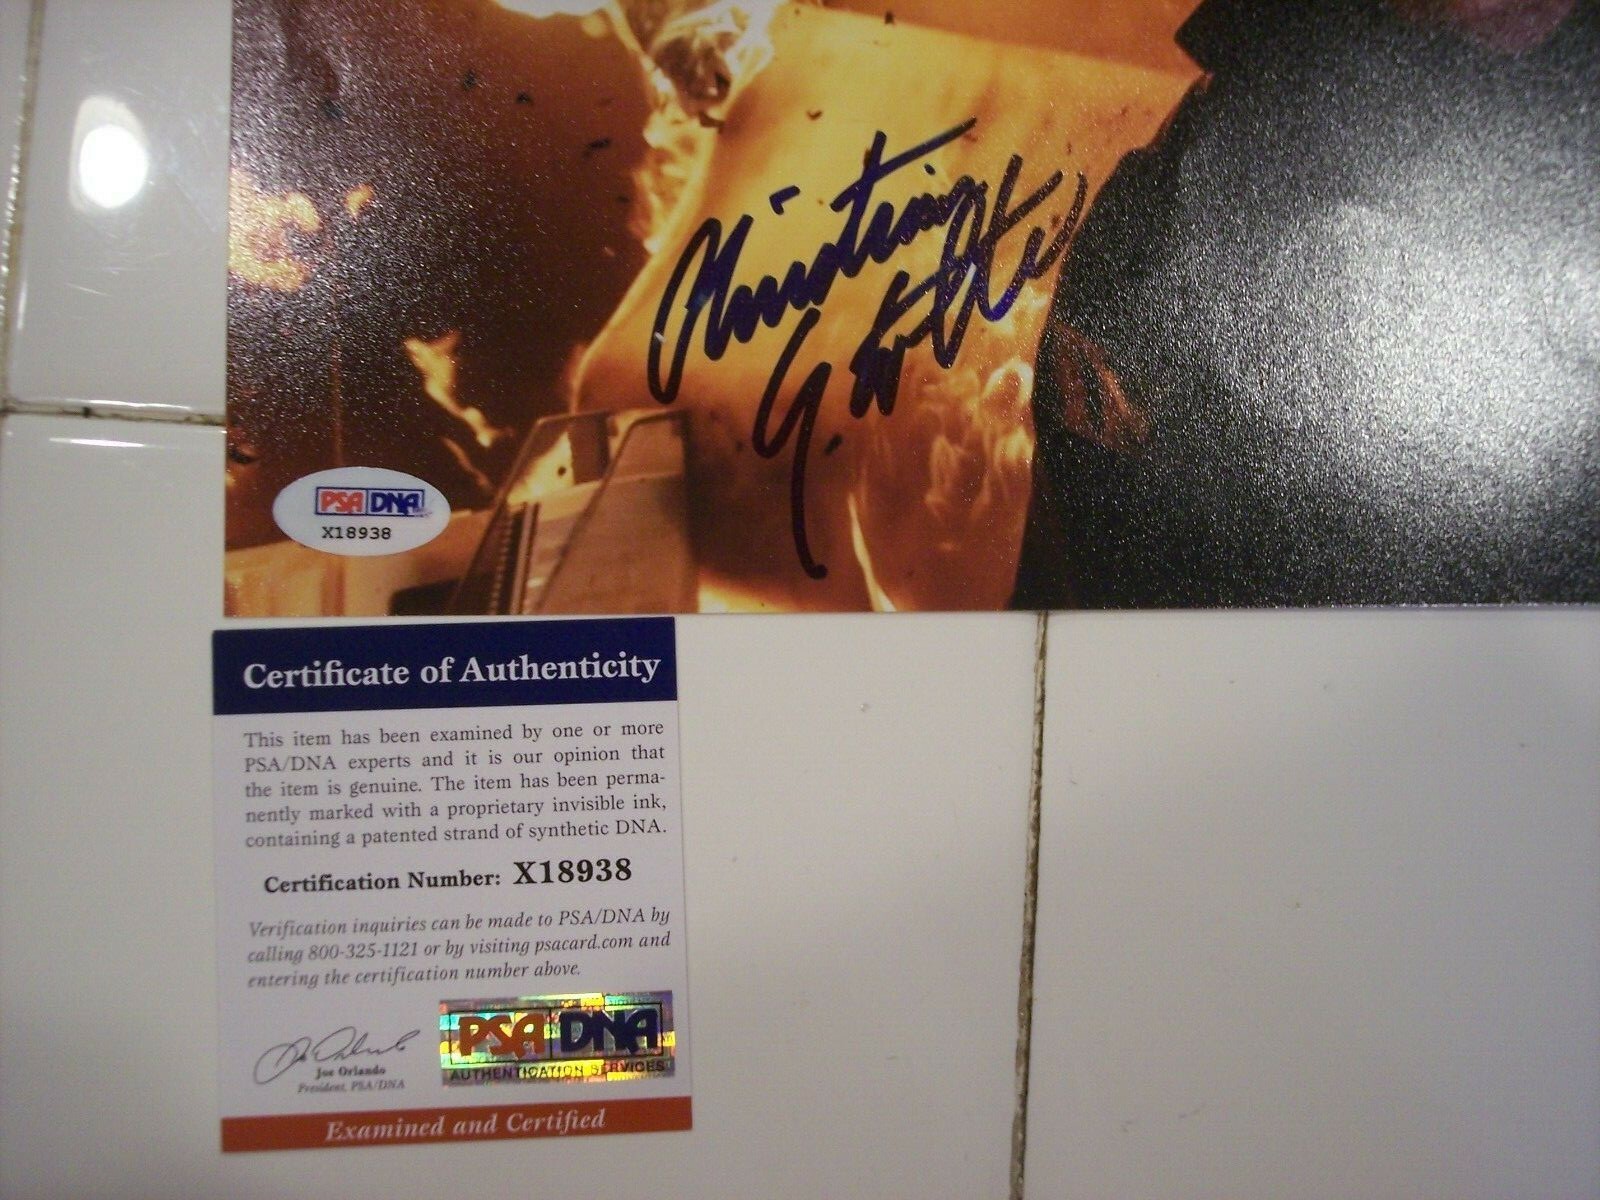 PSA DNA
X18938
Certificate of Authenticity
This item has been examined by one or more
PSA/DNA experts and it is our opinion that
the item is genuine. The item has been perma-
nently marked with a proprietary invisible ink,
containing a patented strand of synthetic DNA.
Certification Number: X18938
Verification inquiries can be made to PSA/DNA by
calling 800-325-1121 or by visiting psacard.com and
entering the certification number above.
Joe Orlando
President, PSA/DNA
PSA DNA
AUTHENTICATION SERVICES
Examined and Certified